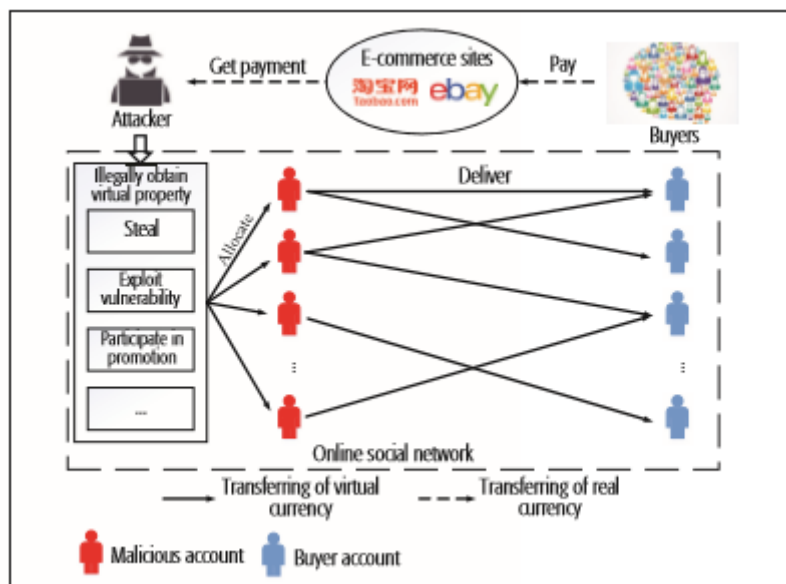 E-commerce sites
Get payment
Pay
淘宝网
Taobao.com
ebay
Attacker
Buyers
Illegally obtain
virtual property
Deliver
Steal
Allocate
Exploit
vulnerability
Participate in
promotion
...
...
...
Online social network
Transferring of virtual
currency
Transferring of real
currency
Malicious account
Buyer account